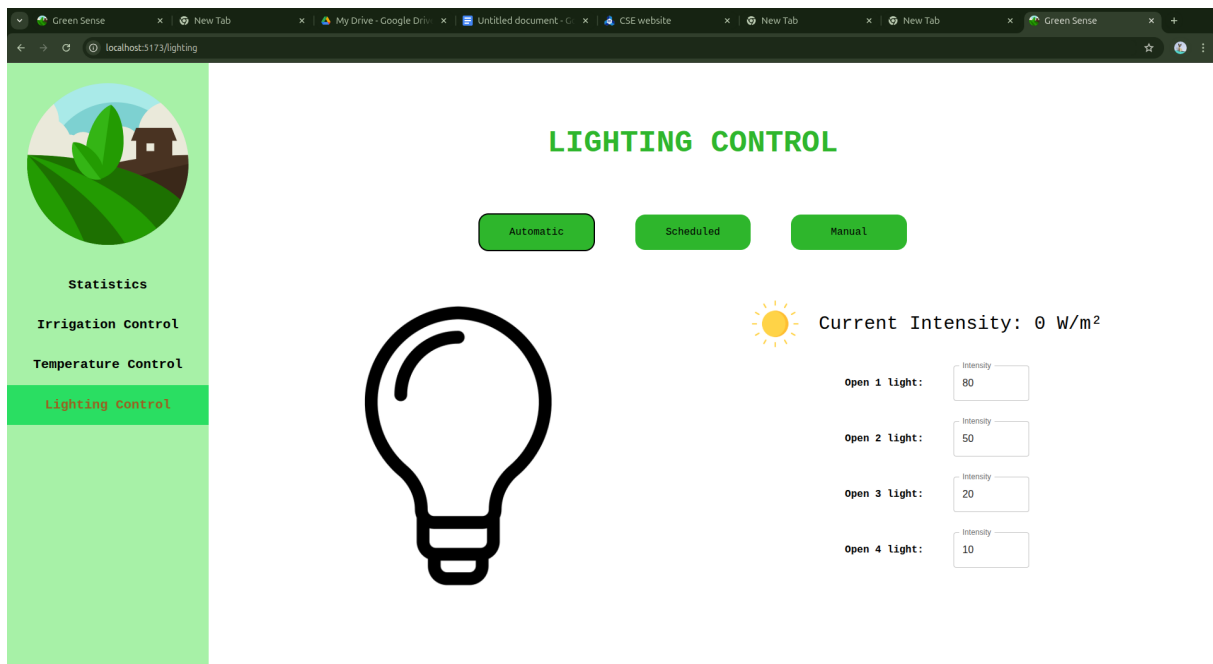 Green Sense
New Tab
My Drive - Google Driv
Untitled document - G
CSE website
New Tab
New Tab
Green Sense
localhost:5173/lighting
LIGHTING CONTROL
Automatic
Scheduled
Manual
Statistics
Irrigation Control
Temperature Control
Lighting Control
Current Intensity: 0 W/m²
Intensity
Open 1 light: 80
Intensity
Open 2 light: 50
Intensity
Open 3 light: 20
Intensity
Open 4 light: 10